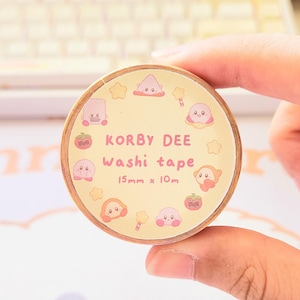 KORBY DEE
washi tape
15mm x 10m